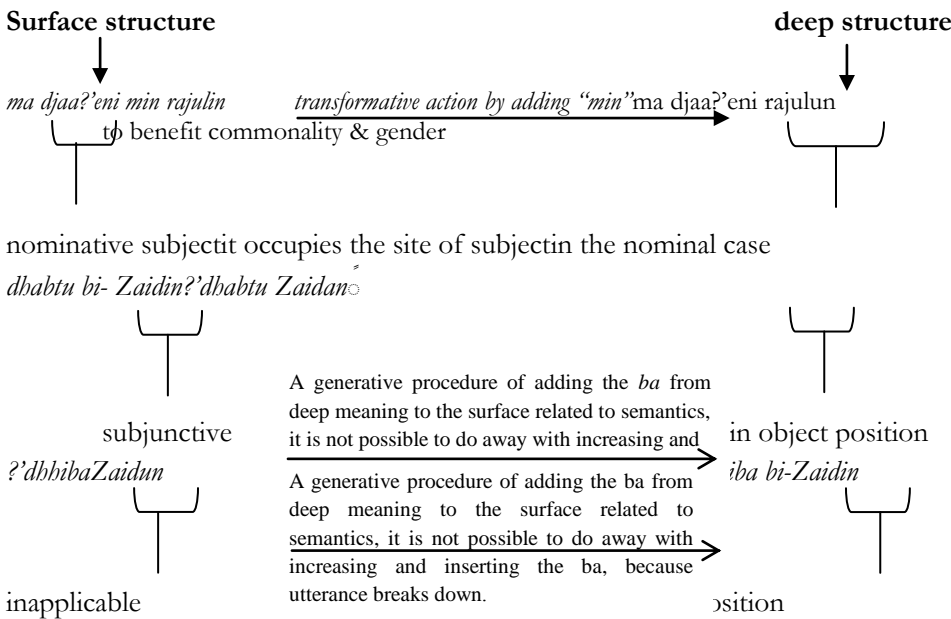 Surface structure deep structure
ma djaa?’eni min rajulin transformative action by adding “min”ma djaa?’eni rajulun
to benefit commonality & gender
nominative subjectit occupies the site of subjectin the nominal case
dhabtu bi- Zaidin?’dhabtu Zaidan
A generative procedure of adding the ba from
deep meaning to the surface related to semantics,
it is not possible to do away with increasing and
subjunctive in object position
?’dhhibaZaidun iba bi-Zaidin
A generative procedure of adding the ba from
deep meaning to the surface related to
semantics, it is not possible to do away with
increasing and inserting the ba, because
utterance breaks down.
inapplicable osition